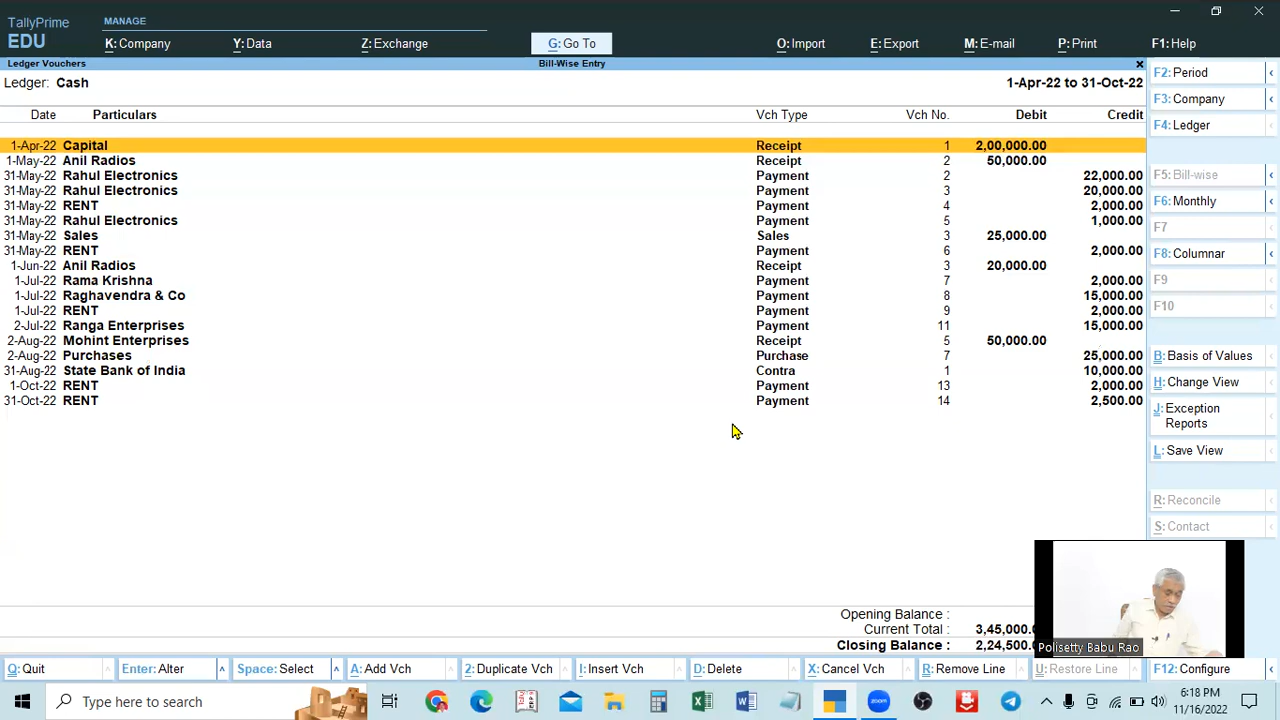 TallyPrime MANAGE
EDU K: Company Y: Data Z: Exchange G: Go To O: Import E: Export M: E-mail P: Print F1: Help
Ledger Vouchers Bill-Wise Entry
Ledger: Cash 1-Apr-22 to 31-Oct-22
Date Particulars Vch Type Vch No. Debit Credit
1-Apr-22 Capital Receipt 1 2,00,000.00
1-May-22 Anil Radios Receipt 2 50,000.00
31-May-22 Rahul Electronics Payment 2 22,000.00
31-May-22 Rahul Electronics Payment 3 20,000.00
31-May-22 RENT Payment 4 2,000.00
31-May-22 Rahul Electronics Payment 5 1,000.00
31-May-22 Sales Sales 3 25,000.00
31-May-22 RENT Payment 6 2,000.00
1-Jun-22 Anil Radios Receipt 3 20,000.00
1-Jul-22 Rama Krishna Payment 7 2,000.00
1-Jul-22 Raghavendra & Co Payment 8 15,000.00
1-Jul-22 RENT Payment 9 2,000.00
2-Jul-22 Ranga Enterprises Payment 11 15,000.00
2-Aug-22 Mohint Enterprises Receipt 5 50,000.00
2-Aug-22 Purchases Purchase 7 25,000.00
31-Aug-22 State Bank of India Contra 1 10,000.00
1-Oct-22 RENT Payment 13 2,000.00
31-Oct-22 RENT Payment 14 2,500.00
Opening Balance :
Current Total : 3,45,000.
Closing Balance : 2,24,500.
F2: Period
F3: Company
F4: Ledger
F5: Bill-wise
F6: Monthly
F7
F8: Columnar
F9
F10
B: Basis of Values
H: Change View
J: Exception
Reports
L: Save View
R: Reconcile
S: Contact
Polisetty Babu Rao
Q: Quit Enter: Alter Space: Select A: Add Vch 2: Duplicate Vch I: Insert Vch D: Delete X: Cancel Vch R: Remove Line U: Restore Line F12: Configure
Type here to search
zoom
6:18 PM
11/16/2022